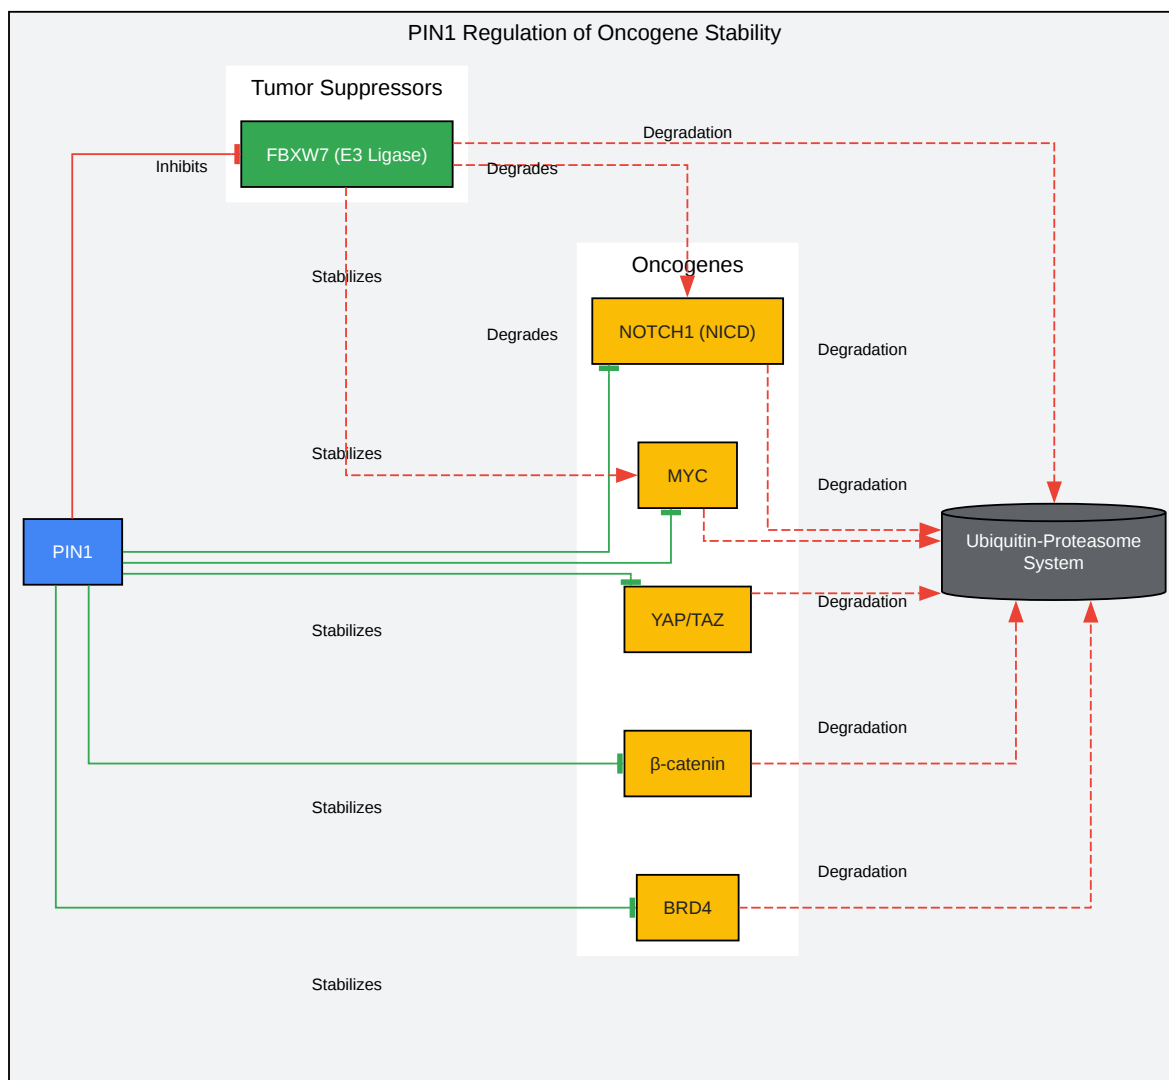 PIN1 Regulation of Oncogene Stability
Tumor Suppressors
Degradation
FBXW7 (E3 Ligase)
Inhibits
Degrades
Oncogenes
Stabilizes
NOTCH1 (NICD)
Degrades
Degradation
Stabilizes
MYC
Degradation
PIN1
Ubiquitin-Proteasome
System
Degradation
YAP/TAZ
Stabilizes
Degradation
β-catenin
Stabilizes
Degradation
BRD4
Stabilizes